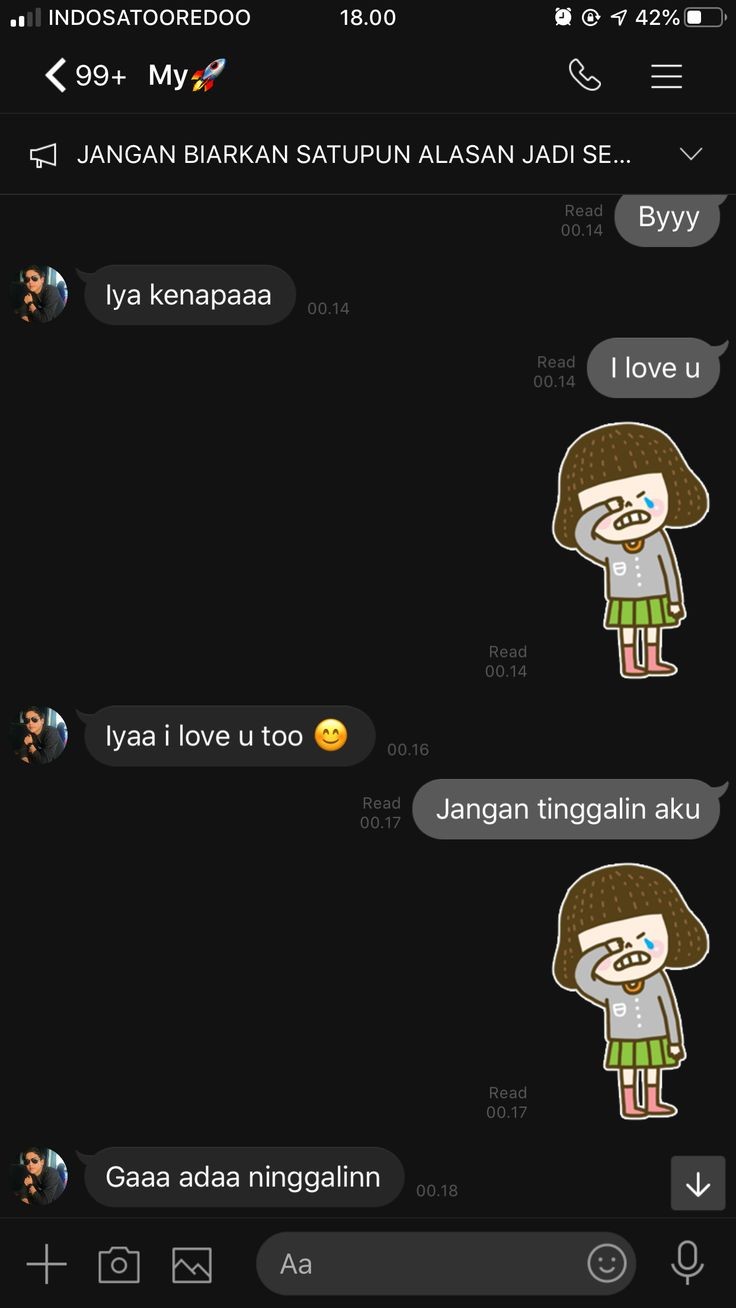 INDOSATOOREDOO 18.00 42%
99+ My🚀
JANGAN BIARKAN SATUPUN ALASAN JADI SE...
Read
00.14
Byyy
Iya kenapaaa
00.14
Read
00.14
I love u
Read
00.14
Iyaa i love u too 😊
00.16
Read
00.17
Jangan tinggalin aku
Read
00.17
Gaaa adaa ninggalinn
00.18
Aa